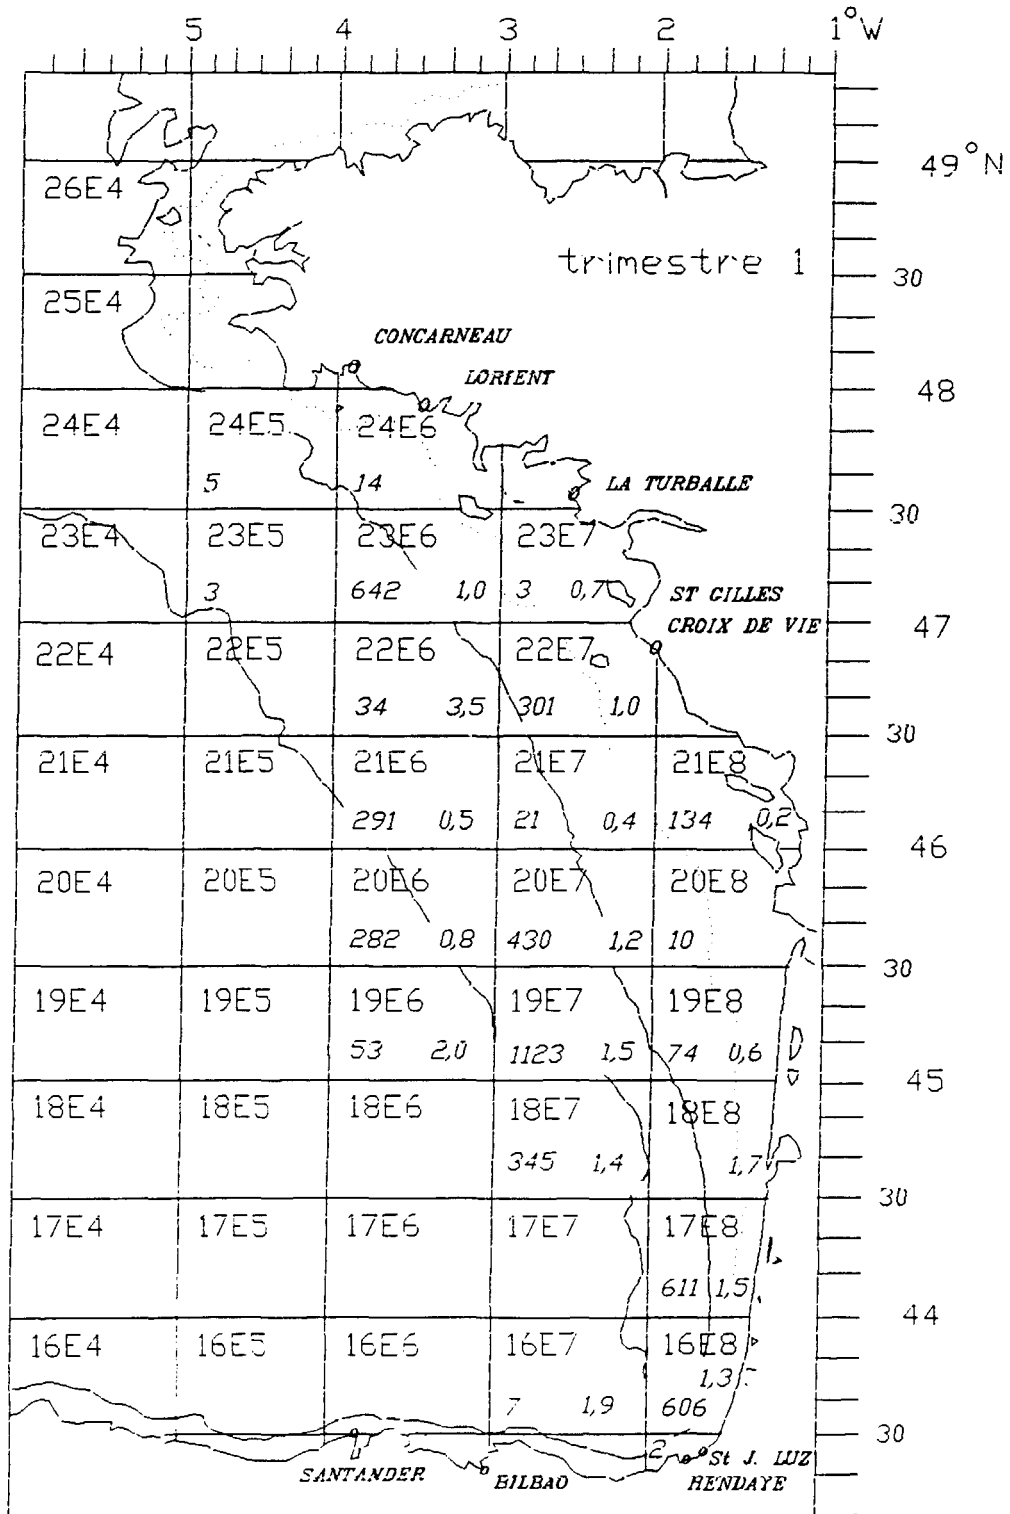 5 4 3 2 1°W
49°N
26E4
trimestre 1
30
25E4
CONCARNEAU
LORIENT
48
24E4 24E5 24E6
5 14
LA TURBALLE
30
23E4 23E5 23E6 23E7
3 642 1,0 3 0,7
ST GILLES
CROIX DE VIE
47
22E4 22E5 22E6 22E7
34 3,5 301 1,0
30
21E4 21E5 21E6 21E7 21E8
291 0,5 21 0,4 134 0,2
46
20E4 20E5 20E6 20E7 20E8
282 0,8 430 1,2 10
30
19E4 19E5 19E6 19E7 19E8
53 2,0 1123 1,5 74 0,6
45
18E4 18E5 18E6 18E7 18E8
345 1,4 1,7
30
17E4 17E5 17E6 17E7 17E8
611 1,5
44
16E4 16E5 16E6 16E7 16E8
1,3
7 1,9 606
30
2
St J. LUZ
HENDAYE
SANTANDER
BILBAO